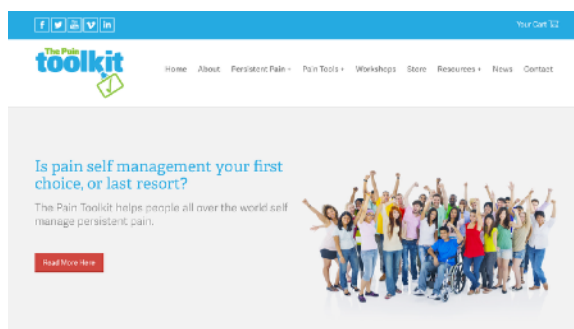 Your Cart
The Pain
toolkit
Home About Persistent Pain Pain Tools + Workshops Store Resources + News Contact
Is pain self management your first
choice, or last resort?
The Pain Toolkit helps people all over the world self
manage persistent pain.
Read More Here